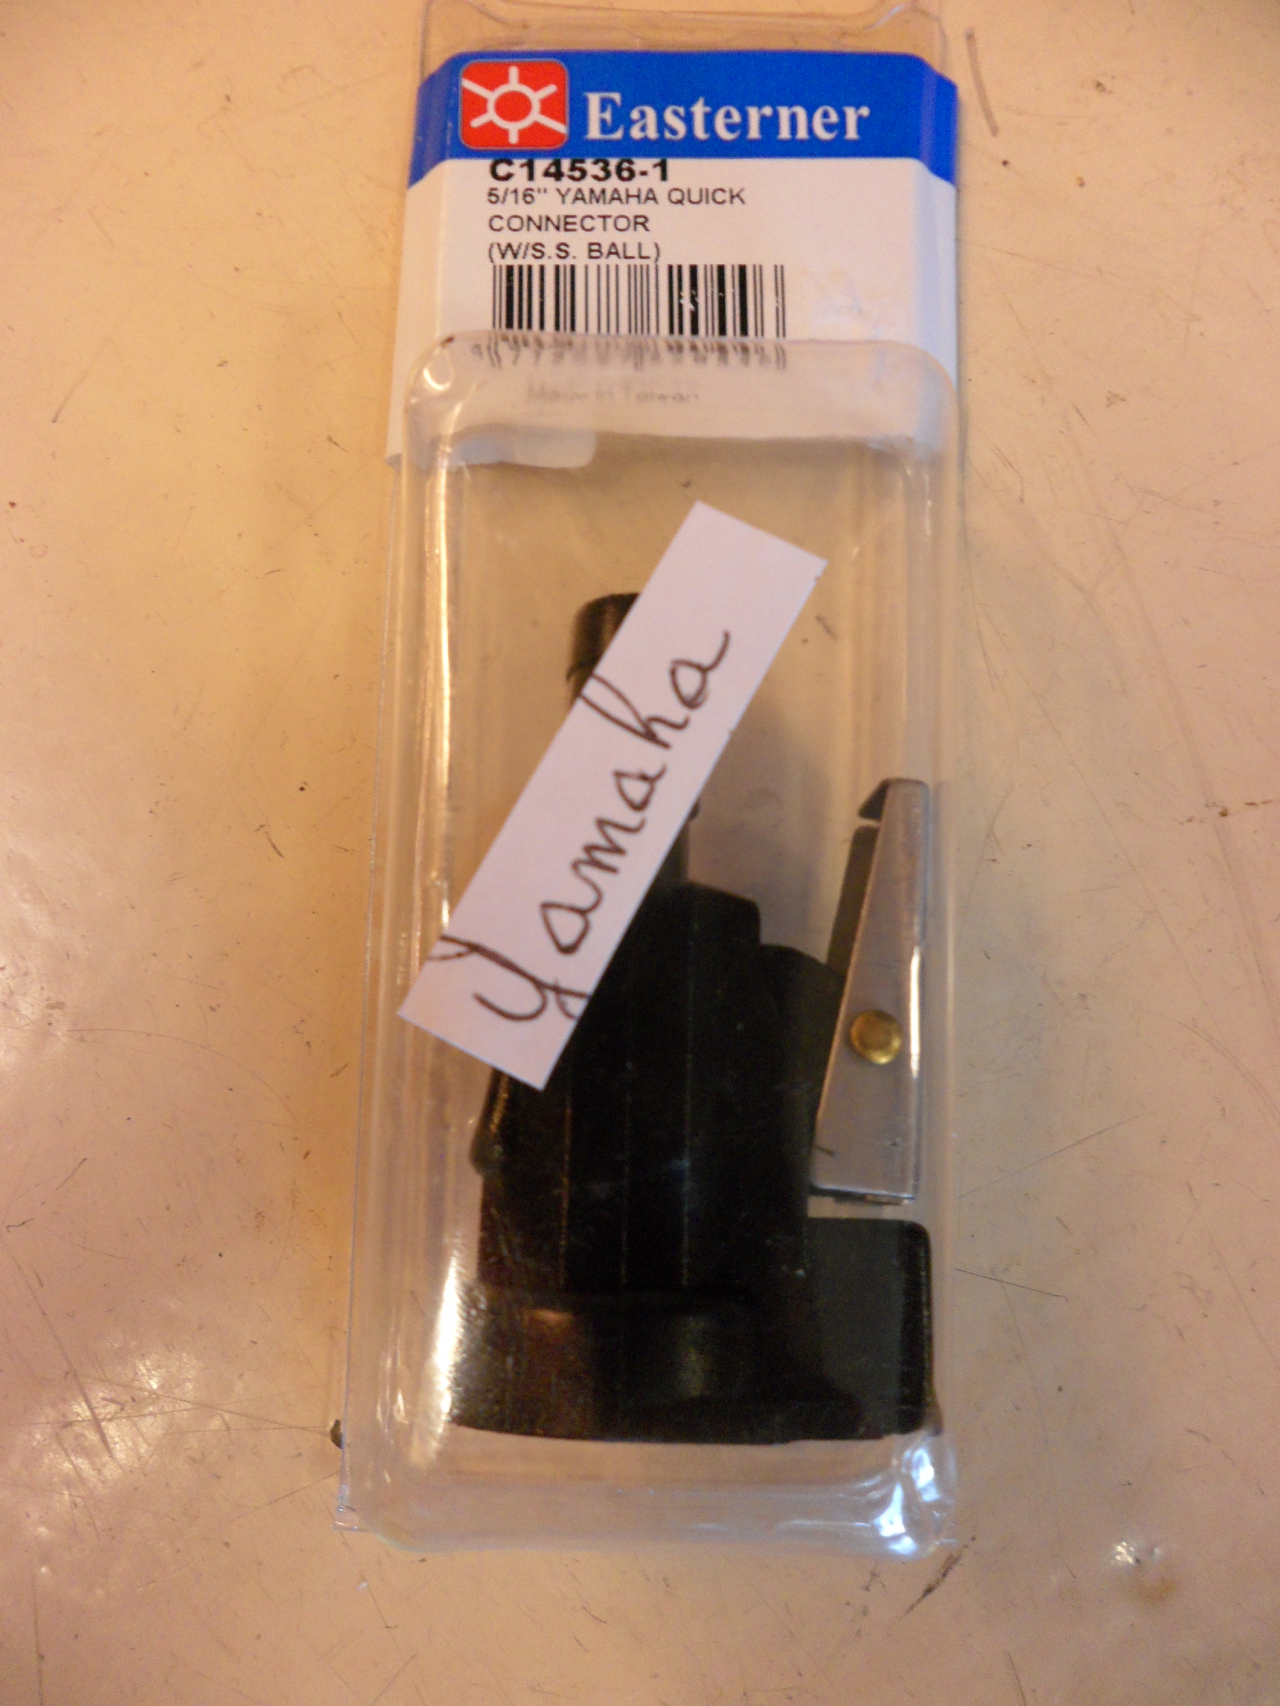 Easterner
C14536-1
5/16" YAMAHA QUICK
CONNECTOR
(W/S.S. BALL)
Made in Taiwan
Yamaha